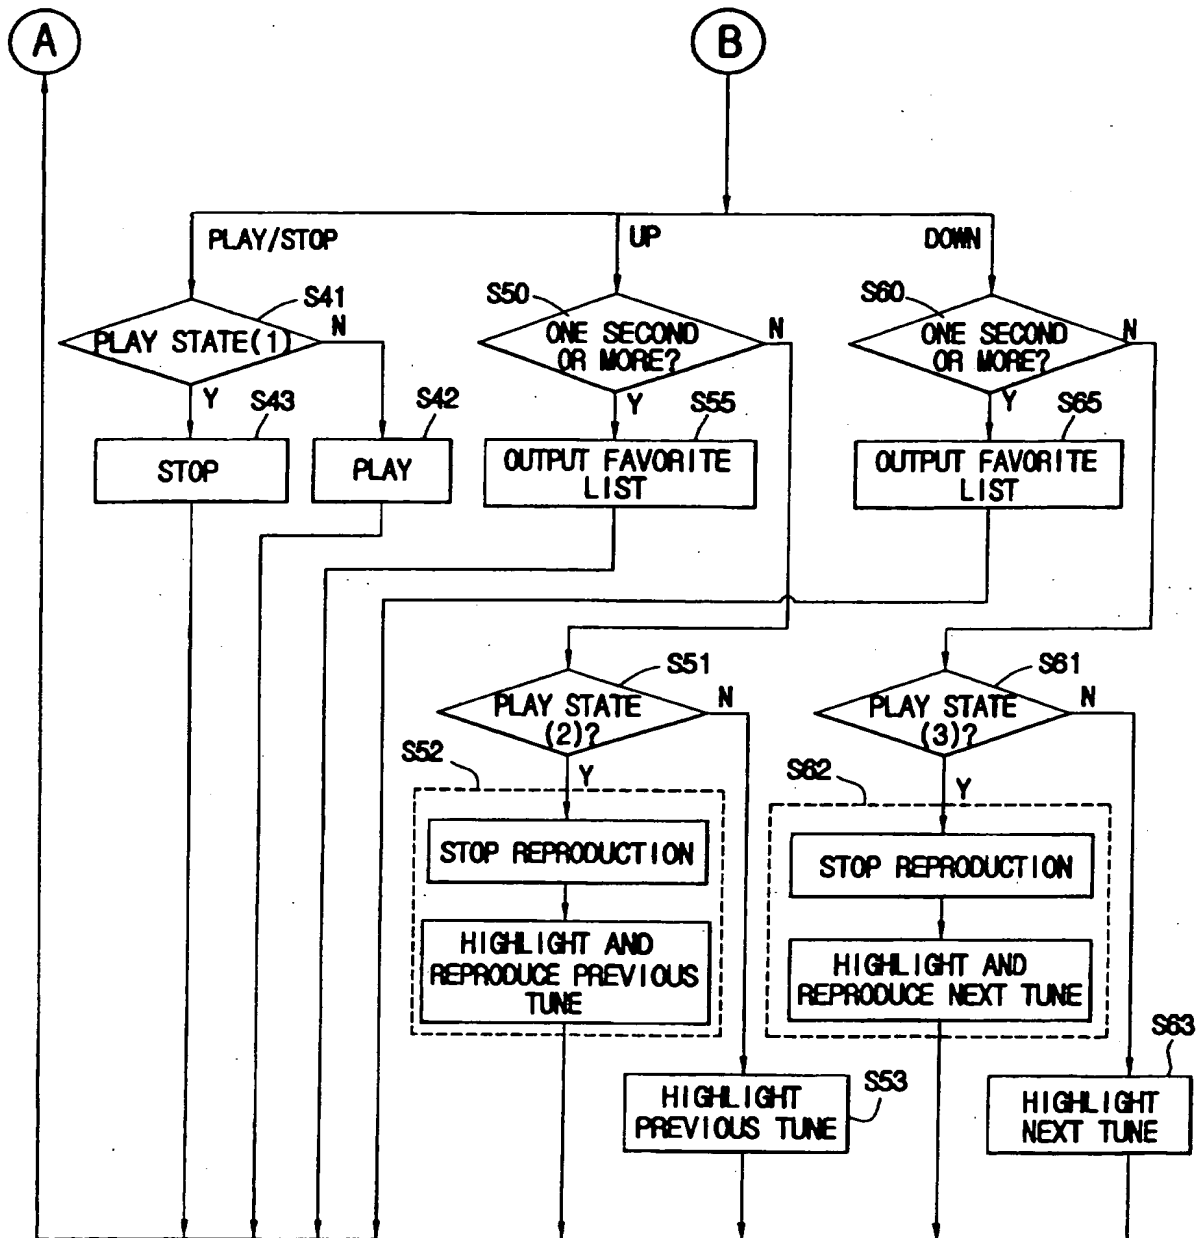 A
B
PLAY/STOP
UP
DOWN
S41
S50
S60
PLAY STATE(1)
N
ONE SECOND
OR MORE?
N
ONE SECOND
OR MORE?
N
Y
S43
S42
Y
S55
Y
S65
STOP
PLAY
OUTPUT FAVORITE
LIST
OUTPUT FAVORITE
LIST
S51
S61
PLAY STATE
(2)?
N
PLAY STATE
(3)?
N
S52
Y
S62
Y
STOP REPRODUCTION
STOP REPRODUCTION
HIGHLIGHT AND
REPRODUCE PREVIOUS
TUNE
HIGHLIGHT AND
REPRODUCE NEXT TUNE
S53
S63
HIGHLIGHT
PREVIOUS TUNE
HIGHLIGHT
NEXT TUNE